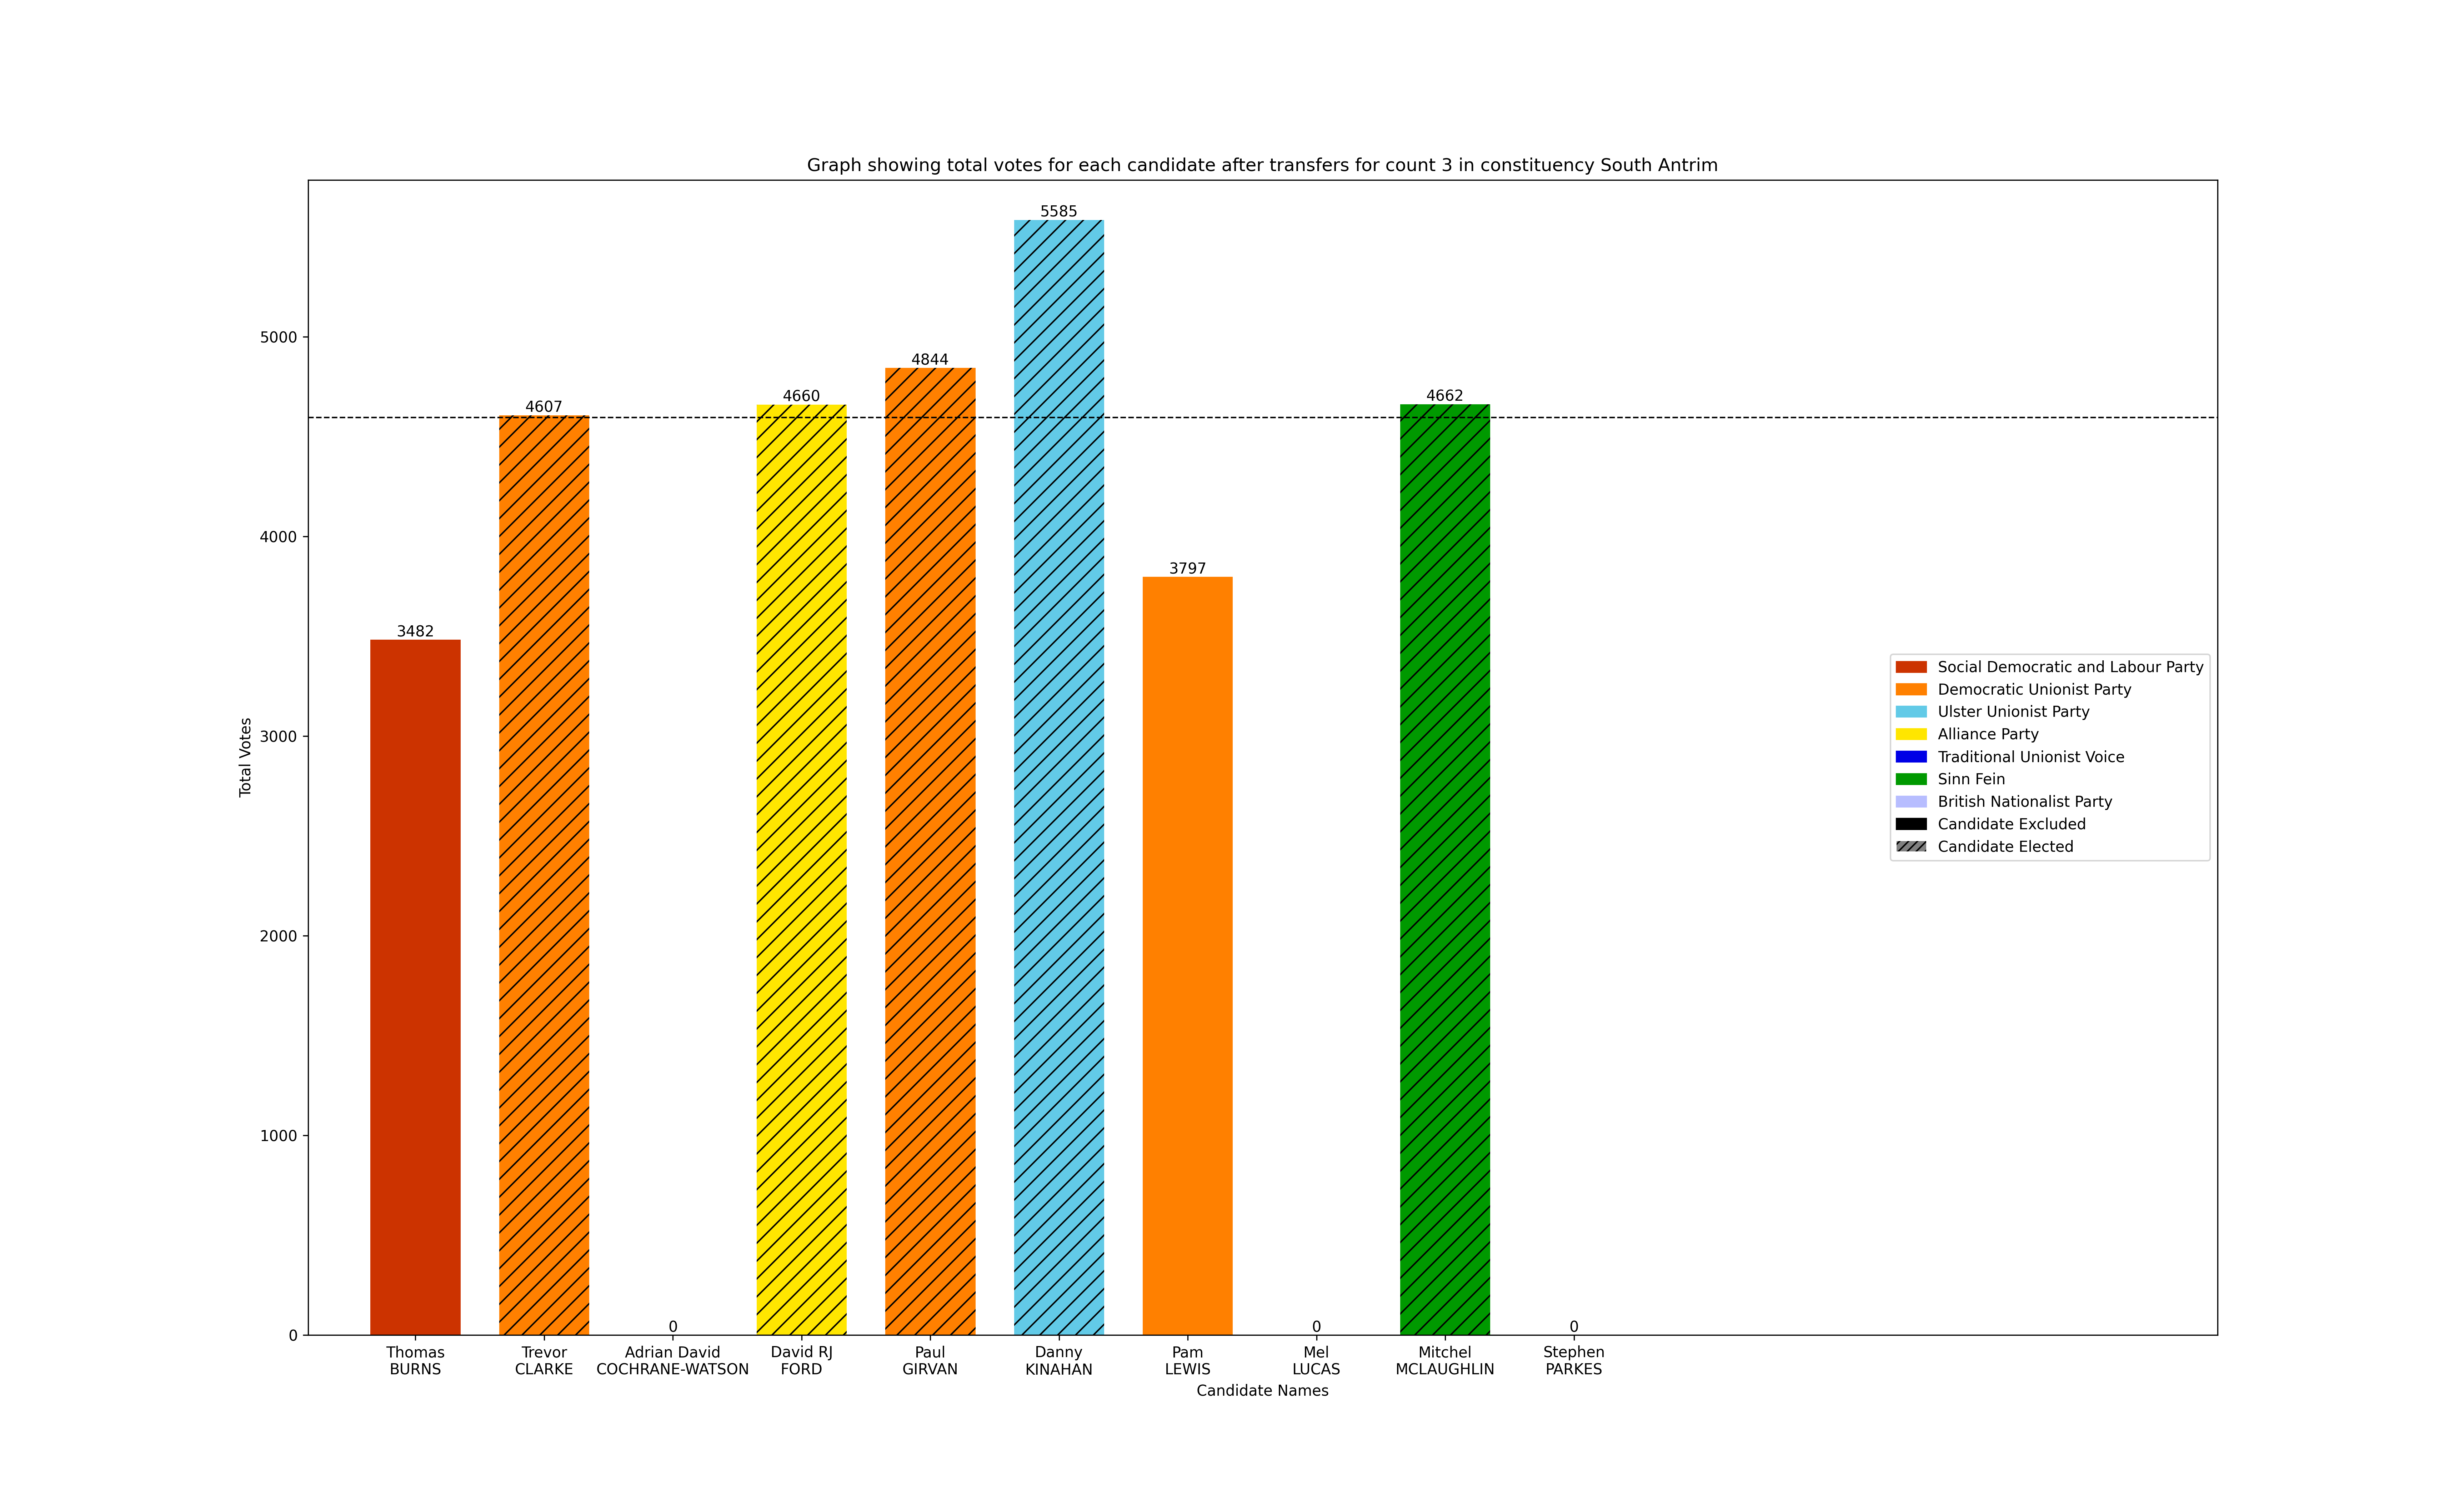 Graph showing total votes for each candidate after transfers for count 3 in constituency South Antrim
Total Votes
5000
4000
3000
2000
1000
0
3482
4607
0
4660
4844
5585
3797
0
4662
0
Thomas
BURNS
Trevor
CLARKE
Adrian David
COCHRANE-WATSON
David RJ
FORD
Paul
GIRVAN
Danny
KINAHAN
Pam
LEWIS
Mel
LUCAS
Mitchel
MCLAUGHLIN
Stephen
PARKES
Candidate Names
Social Democratic and Labour Party
Democratic Unionist Party
Ulster Unionist Party
Alliance Party
Traditional Unionist Voice
Sinn Fein
British Nationalist Party
Candidate Excluded
Candidate Elected